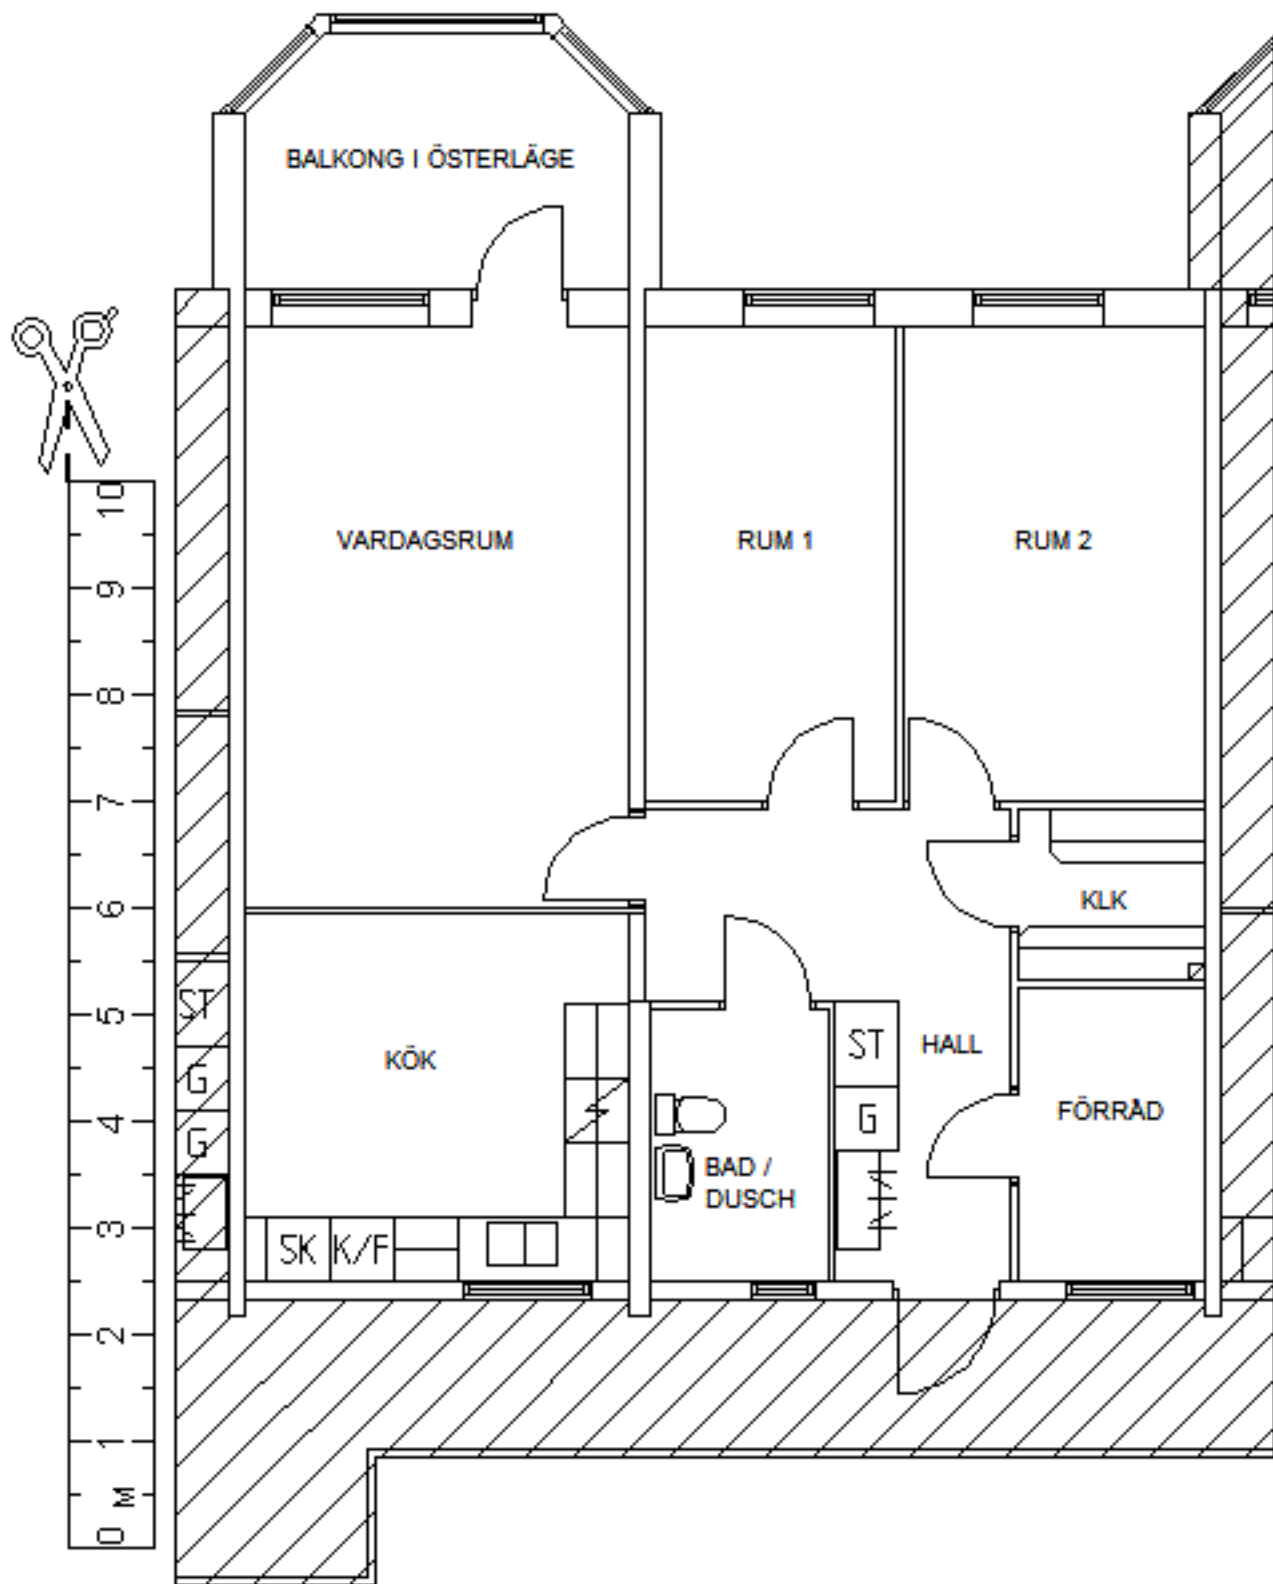 BALKONG I ÖSTERLÄGE
VARDAGSRUM
RUM 1
RUM 2
10
9
8
7
6
5
4
3
2
1
M
0
KLK
ST
G
G
KÖK
ST
G
HALL
FÖRRÅD
BAD /
DUSCH
SK
K/F